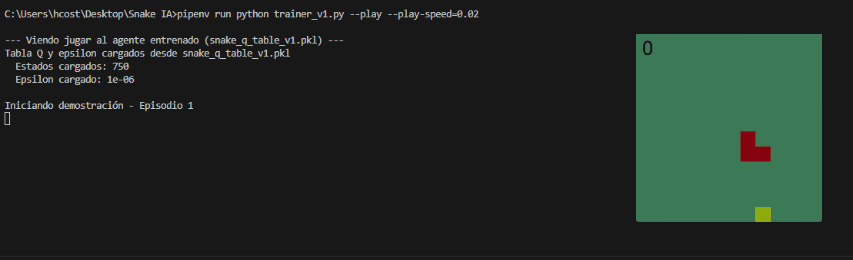 C:\Users\hcost\Desktop\Snake IA>pipenv run python trainer_v1.py --play --play-speed=0.02
--- Viendo jugar al agente entrenado (snake_q_table_v1.pkl) ---
Tabla Q y epsilon cargados desde snake_q_table_v1.pkl
  Estados cargados: 750
  Epsilon cargado: 1e-06
Iniciando demostración - Episodio 1
0